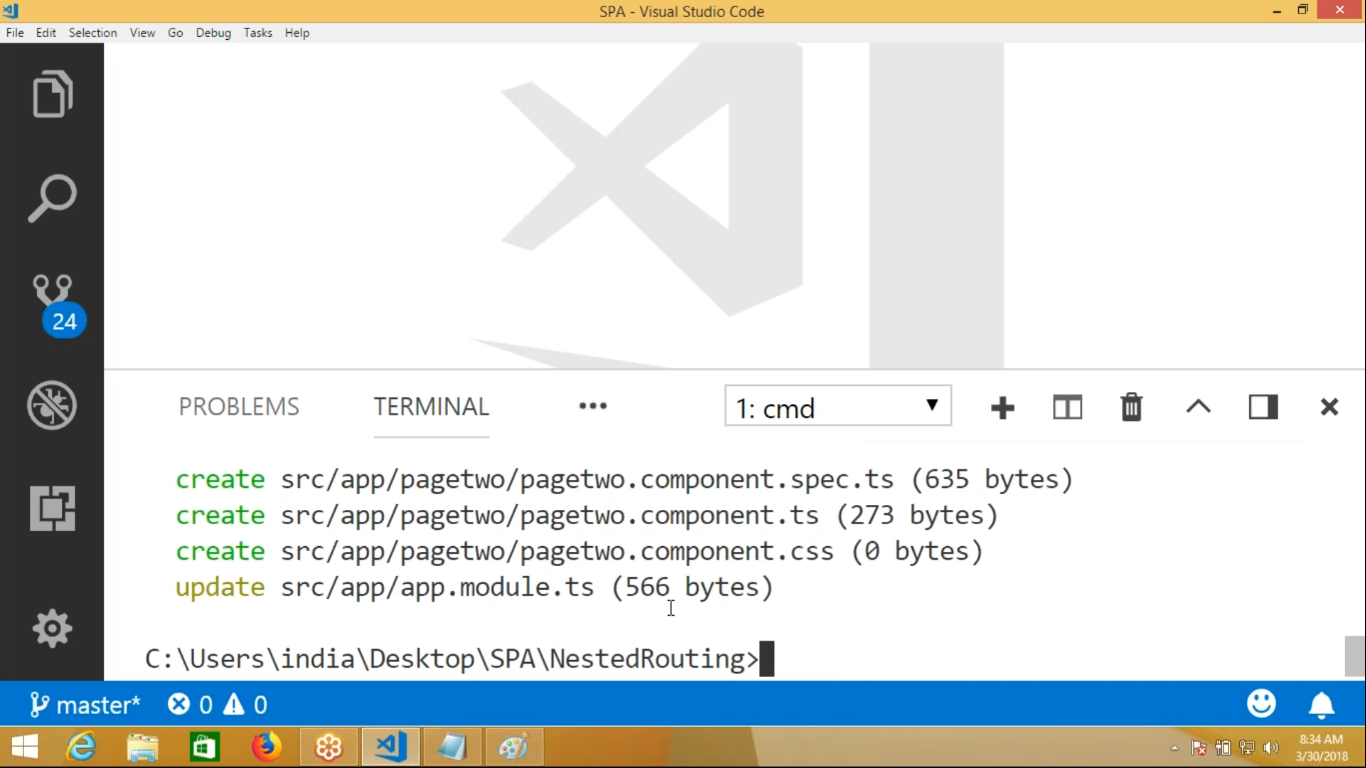 SPA - Visual Studio Code
File Edit Selection View Go Debug Tasks Help
24
PROBLEMS TERMINAL ••• 1: cmd
create src/app/pagetwo/pagetwo.component.spec.ts (635 bytes)
create src/app/pagetwo/pagetwo.component.ts (273 bytes)
create src/app/pagetwo/pagetwo.component.css (0 bytes)
update src/app/app.module.ts (566 bytes)
C:\Users\india\Desktop\SPA\NestedRouting>
master* 0 0
8:34 AM
3/30/2018